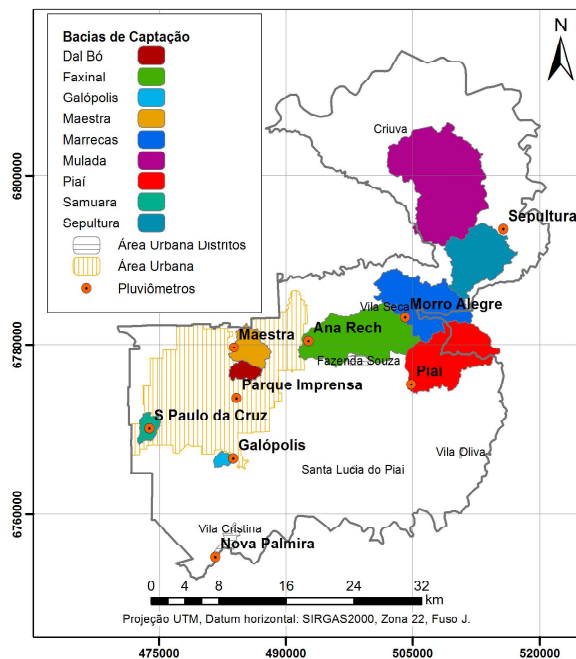 Bacias de Captação
Dal Bó
Faxinal
Galópolis
Maestra
Marrecas
Mulada
Piaí
Samuara
Sepultura
Área Urbana Distritos
Área Urbana
Pluviômetros
N
Criuva
Sepultura
Vila Seca
Morro Alegre
Ana Rech
Maestra
Fazenda Souza
Piaí
Parque Imprensa
S Paulo da Cruz
Galópolis
Vila Oliva
Santa Lucia do Piai
Vila Cristina
Nova Palmira
0 4 8 16 24 32
km
Projeção UTM, Datum horizontal: SIRGAS2000, Zona 22, Fuso J.
6800000
6780000
6760000
475000 490000 505000 520000